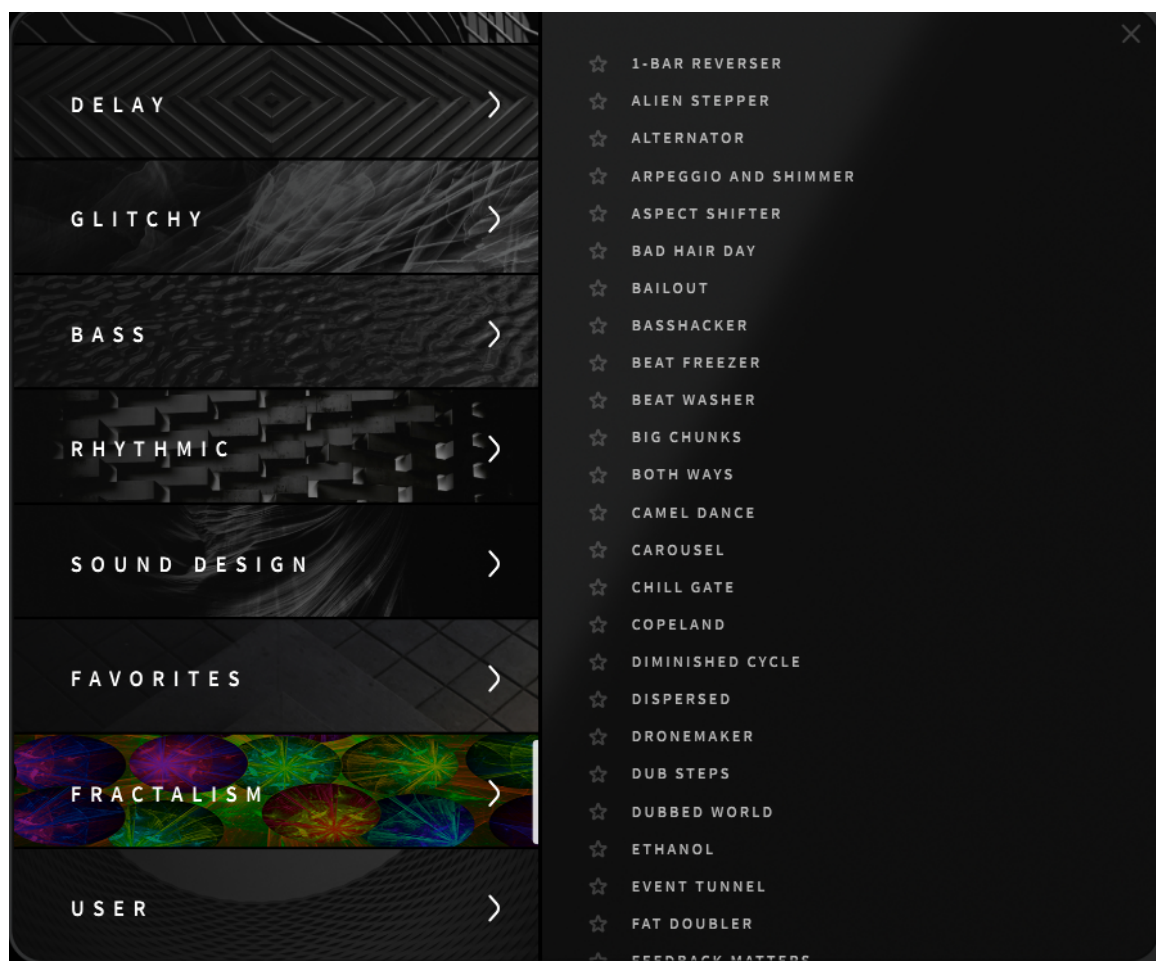 DELAY
GLITCHY
BASS
RHYTHMIC
SOUND DESIGN
FAVORITES
FRACTALISM
USER
1-BAR REVERSER
ALIEN STEPPER
ALTERNATOR
ARPEGGIO AND SHIMMER
ASPECT SHIFTER
BAD HAIR DAY
BAILOUT
BASSHACKER
BEAT FREEZER
BEAT WASHER
BIG CHUNKS
BOTH WAYS
CAMEL DANCE
CAROUSEL
CHILL GATE
COPELAND
DIMINISHED CYCLE
DISPERSED
DRONEMAKER
DUB STEPS
DUBBED WORLD
ETHANOL
EVENT TUNNEL
FAT DOUBLER
FEEDBACK MATTERS